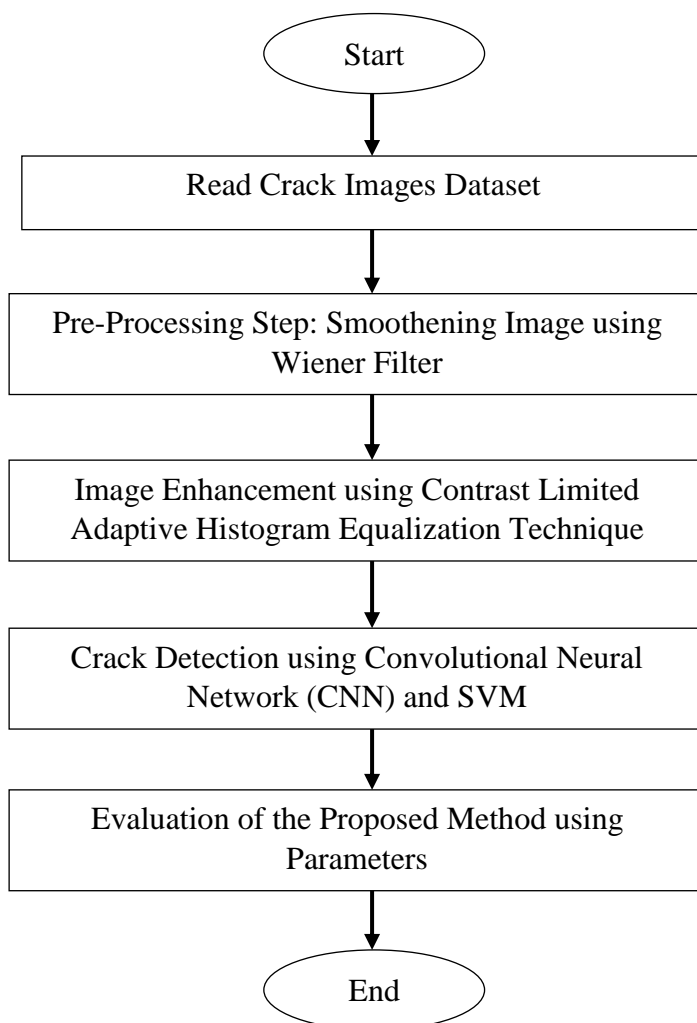 Start
Read Crack Images Dataset
Pre-Processing Step: Smoothening Image using
Wiener Filter
Image Enhancement using Contrast Limited
Adaptive Histogram Equalization Technique
Crack Detection using Convolutional Neural
Network (CNN) and SVM
Evaluation of the Proposed Method using
Parameters
End